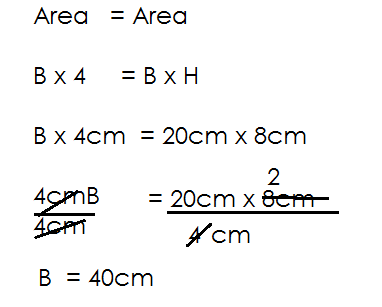 Area = Area
B x 4 = B x H
B x 4cm = 20cm x 8cm
2
4cmB = 20cm x 8cm
4cm 4 cm
B = 40cm